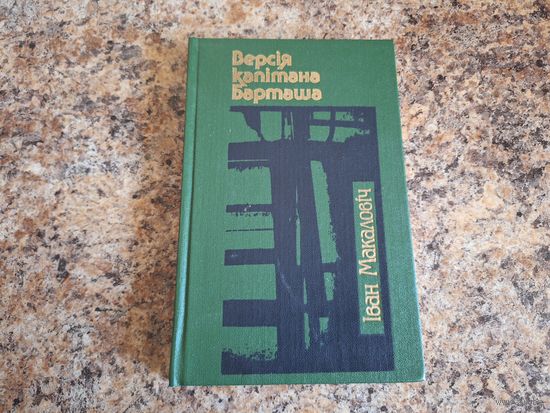 Версія
капітана
Барташа
Іван Макаловіч